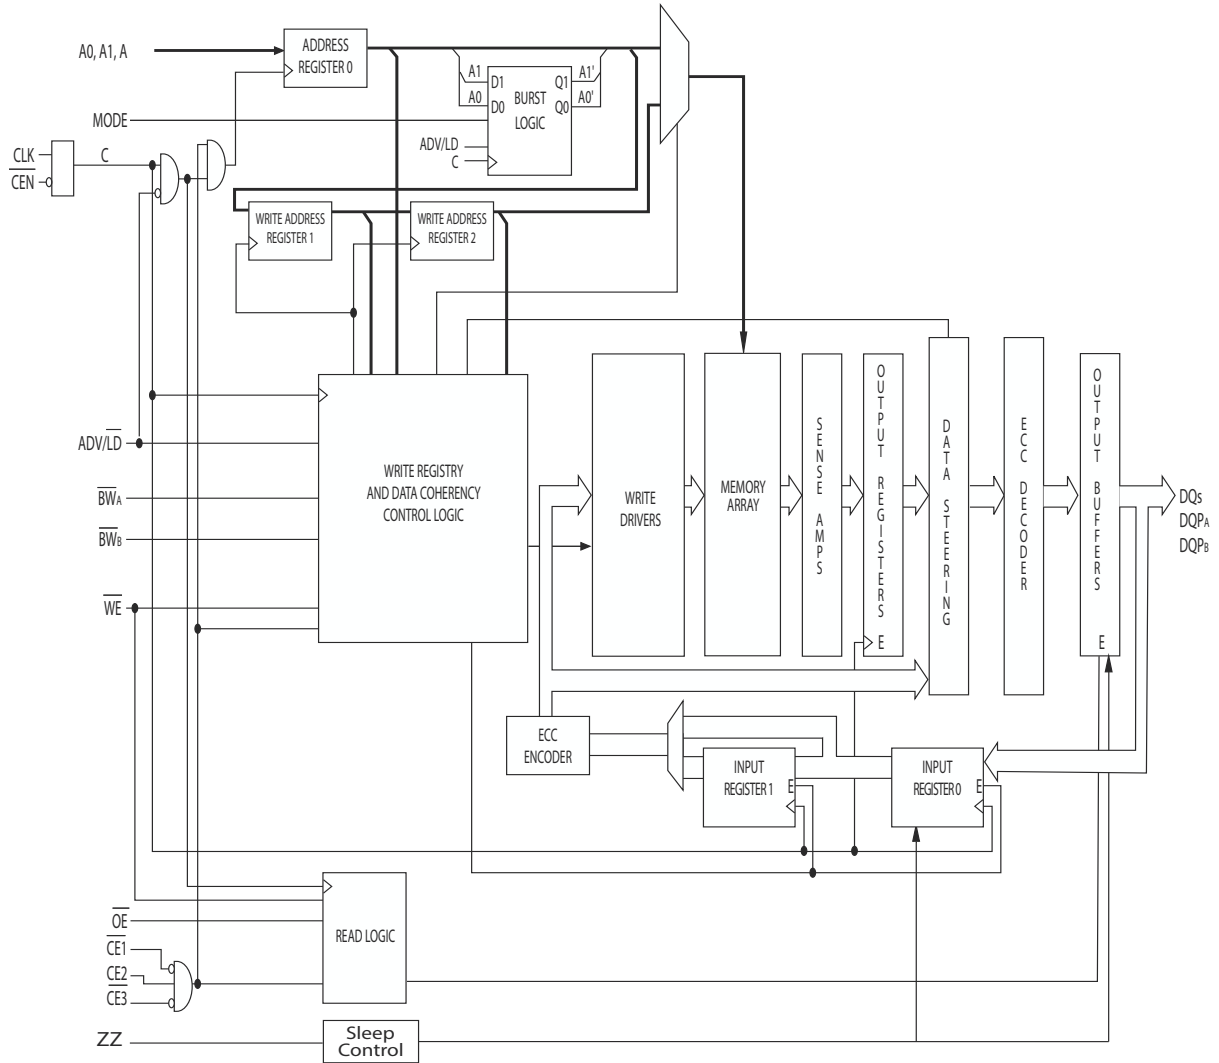 A0, A1, A
ADDRESS
REGISTER 0
A1
A0
D1
D0
BURST
LOGIC
Q1
Q0
A1'
A0'
MODE
ADV/LD
C
CLK
CEN
C
WRITE ADDRESS
REGISTER 1
WRITE ADDRESS
REGISTER 2
ADV/LD
BWA
BWB
WE
WRITE REGISTRY
AND DATA COHERENCY
CONTROL LOGIC
WRITE
DRIVERS
MEMORY
ARRAY
SENSE AMPS
OUTPUT REGISTERS
E
DATA STEERING
ECC DECODER
OUTPUT BUFFERS
E
DQs
DQPA
DQPB
ECC
ENCODER
INPUT
REGISTER 1
E
INPUT
REGISTER 0
E
OE
CE1
CE2
CE3
READ LOGIC
ZZ
Sleep
Control